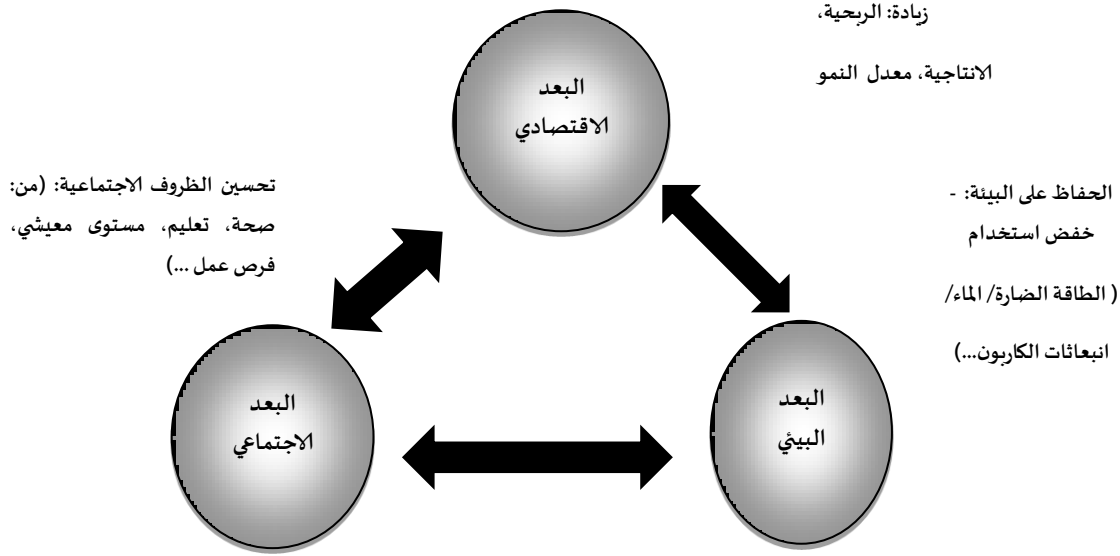 زيادة: الربحية،
الانتاجية، معدل النمو
البعد
الاقتصادي
تحسين الظروف الاجتماعية: (من:
صحة، تعليم، مستوى معيشي،
فرص عمل ...)
الحفاظ على البيئة: -
خفض استخدام
( الطاقة الضارة/ الماء/
انبعاثات الكاربون...)
البعد
الاجتماعي
البعد
البيئي